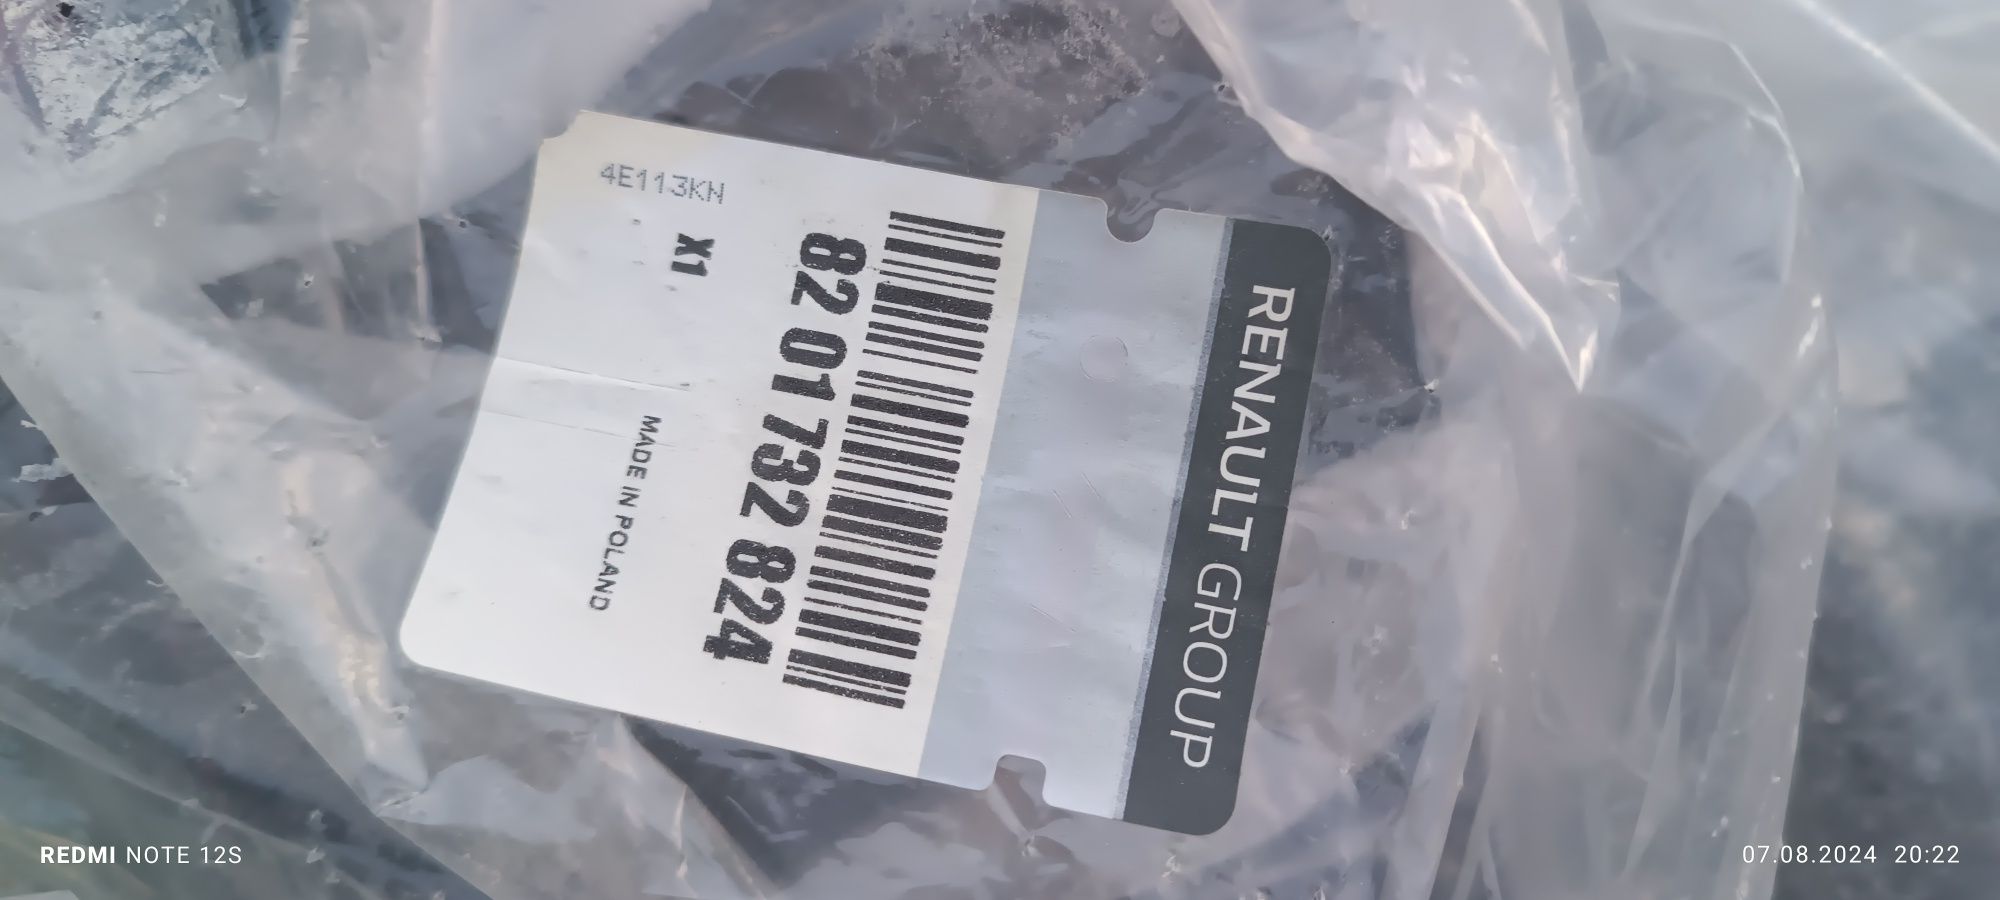 RENAULT GROUP
82 01 732 824
X1
4E113KN
MADE IN POLAND
REDMI NOTE 12S
07.08.2024 20:22